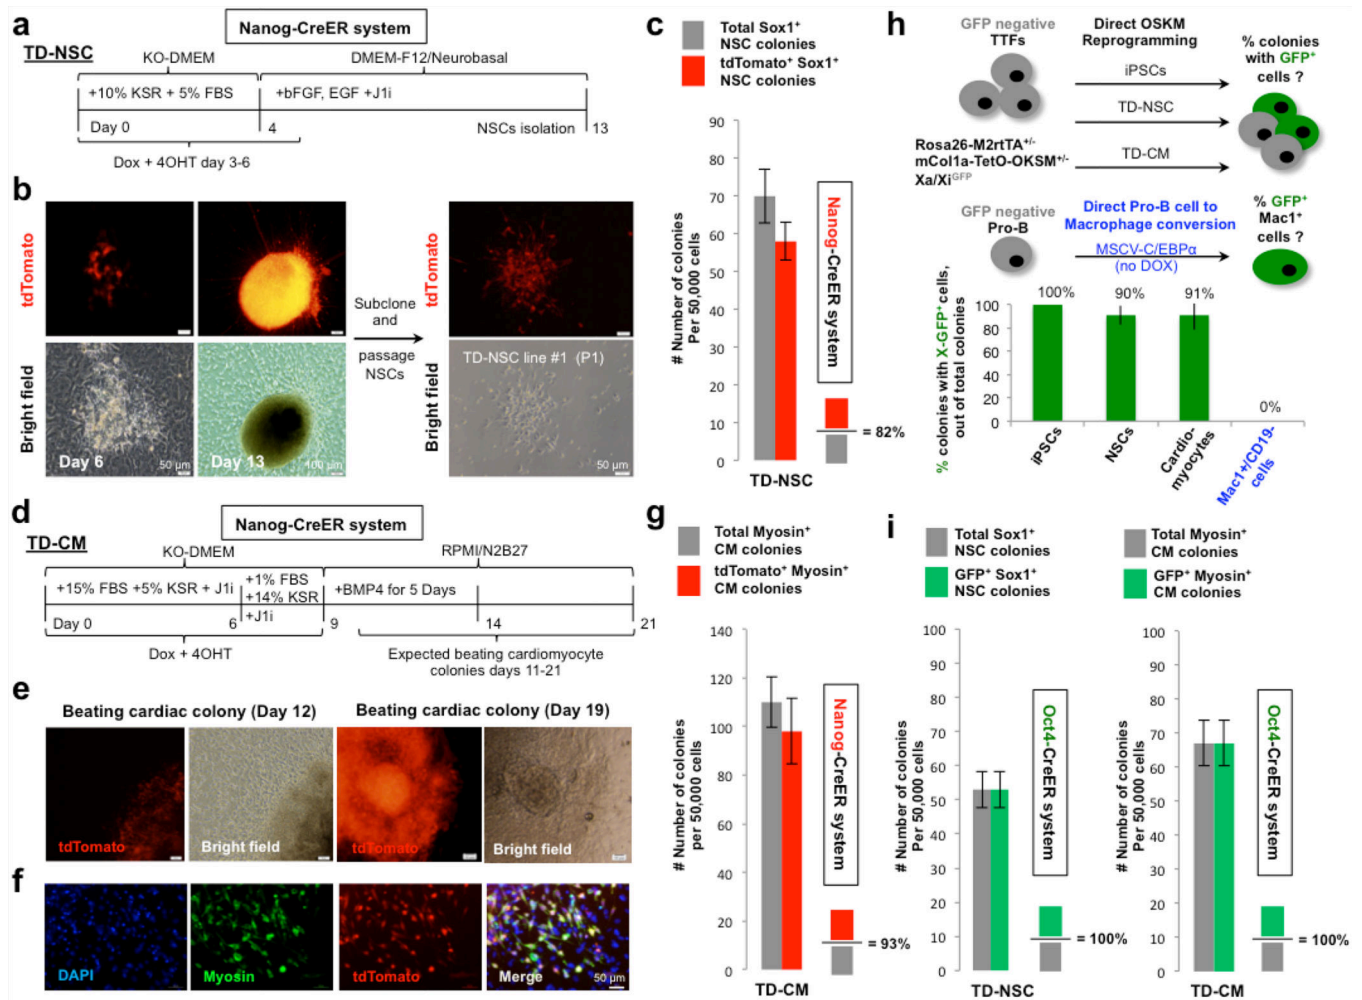 a
Nanog-CreER system
TD-NSC
KO-DMEM
DMEM-F12/Neurobasal
+10% KSR + 5% FBS
+bFGF, EGF +J1i
Day 0
4
NSCs isolation
13
Dox + 4OHT day 3-6
b
tdTomato
Bright field
Day 6
50 µm
Day 13
100 µm
Subclone
and
passage
NSCs
tdTomato
Bright field
TD-NSC line #1 (P1)
50 µm
c
Total Sox1⁺
NSC colonies
tdTomato⁺ Sox1⁺
NSC colonies
# Number of colonies
Per 50,000 cells
90
80
70
60
50
40
30
20
10
0
TD-NSC
Nanog-CreER system
= 82%
d
Nanog-CreER system
TD-CM
KO-DMEM
RPMI/N2B27
+15% FBS +5% KSR + J1i
+1% FBS
+14% KSR
+J1i
+BMP4 for 5 Days
Day 0
6
9
14
21
Dox + 4OHT
Expected beating cardiomyocyte
colonies days 11-21
e
Beating cardiac colony (Day 12)
Beating cardiac colony (Day 19)
tdTomato
Bright field
tdTomato
Bright field
f
DAPI
Myosin
tdTomato
Merge
50 µm
g
Total Myosin⁺
CM colonies
tdTomato⁺ Myosin⁺
CM colonies
# Number of colonies
per 50,000 cells
140
120
100
80
60
40
20
0
TD-CM
Nanog-CreER system
= 93%
h
GFP negative
TTFs
Direct OSKM
Reprogramming
% colonies
with GFP⁺
cells ?
iPSCs
TD-NSC
TD-CM
Rosa26-M2rtTA⁺/⁻
mCol1a-TetO-OKSM⁺/⁻
Xa/Xiᴳᶠᴾ
GFP negative
Pro-B
Direct Pro-B cell to
Macrophage conversion
MSCV-C/EBPα
(no DOX)
% GFP⁺
Mac1⁺
cells ?
% colonies with X-GFP⁺ cells,
out of total colonies
100
80
60
40
20
0
100%
90%
91%
0%
iPSCs
NSCs
Cardio-
myocytes
Mac1+/CD19-
cells
i
Total Sox1⁺
NSC colonies
GFP⁺ Sox1⁺
NSC colonies
# Number of colonies
Per 50,000 cells
100
90
80
70
60
50
40
30
20
10
0
TD-NSC
Oct4-CreER system
= 100%
Total Myosin⁺
CM colonies
GFP⁺ Myosin⁺
CM colonies
# Number of colonies
Per 50,000 cells
100
90
80
70
60
50
40
30
20
10
0
TD-CM
Oct4-CreER system
= 100%